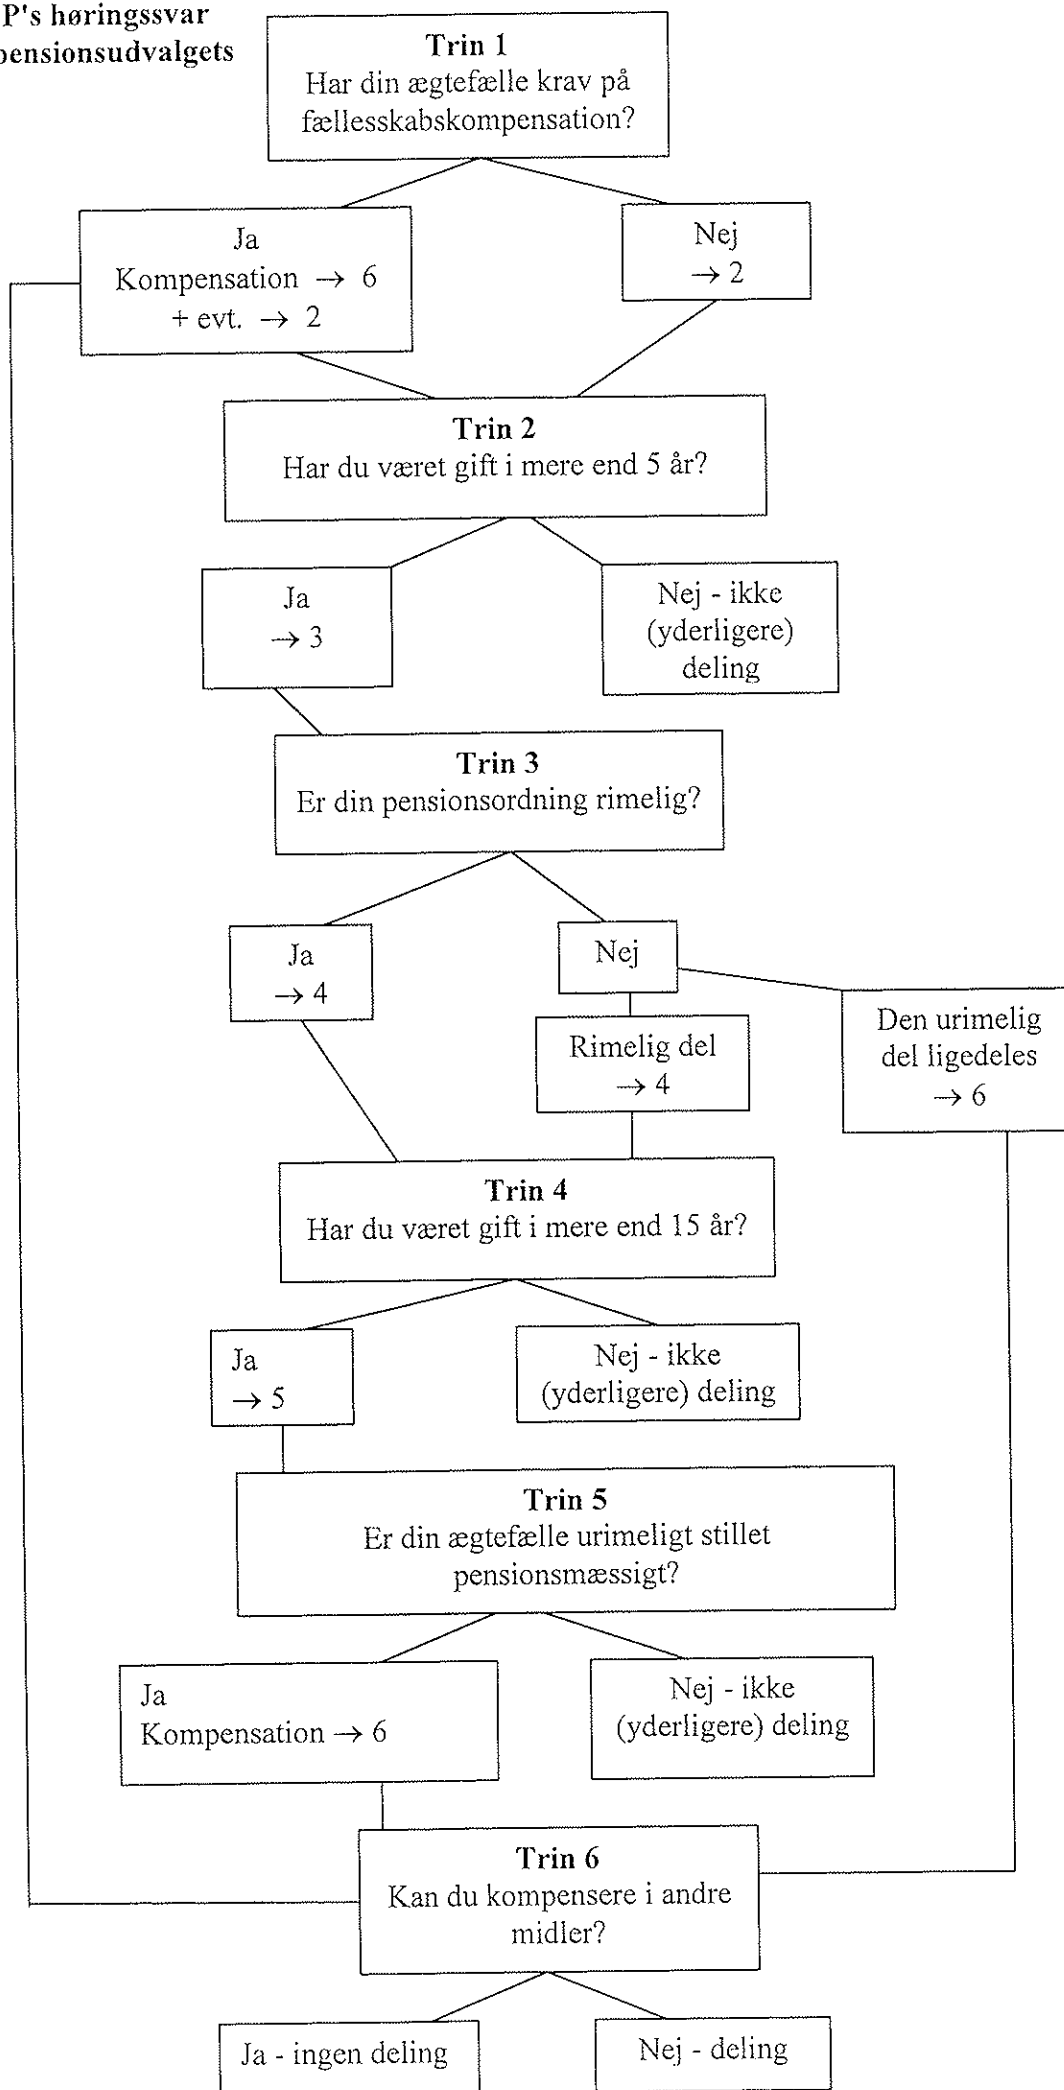 P's høringssvar
pensionsudvalgets
Trin 1
Har din ægtefælle krav på
fællesskabskompensation?
Ja
Kompensation → 6
+ evt. → 2
Nej
→ 2
Trin 2
Har du været gift i mere end 5 år?
Ja
→ 3
Nej - ikke
(yderligere)
deling
Trin 3
Er din pensionsordning rimelig?
Ja
→ 4
Nej
Rimelig del
→ 4
Den urimelig
del ligedeles
→ 6
Trin 4
Har du været gift i mere end 15 år?
Ja
→ 5
Nej - ikke
(yderligere) deling
Trin 5
Er din ægtefælle urimeligt stillet
pensionsmæssigt?
Ja
Kompensation → 6
Nej - ikke
(yderligere) deling
Trin 6
Kan du kompensere i andre
midler?
Ja - ingen deling
Nej - deling